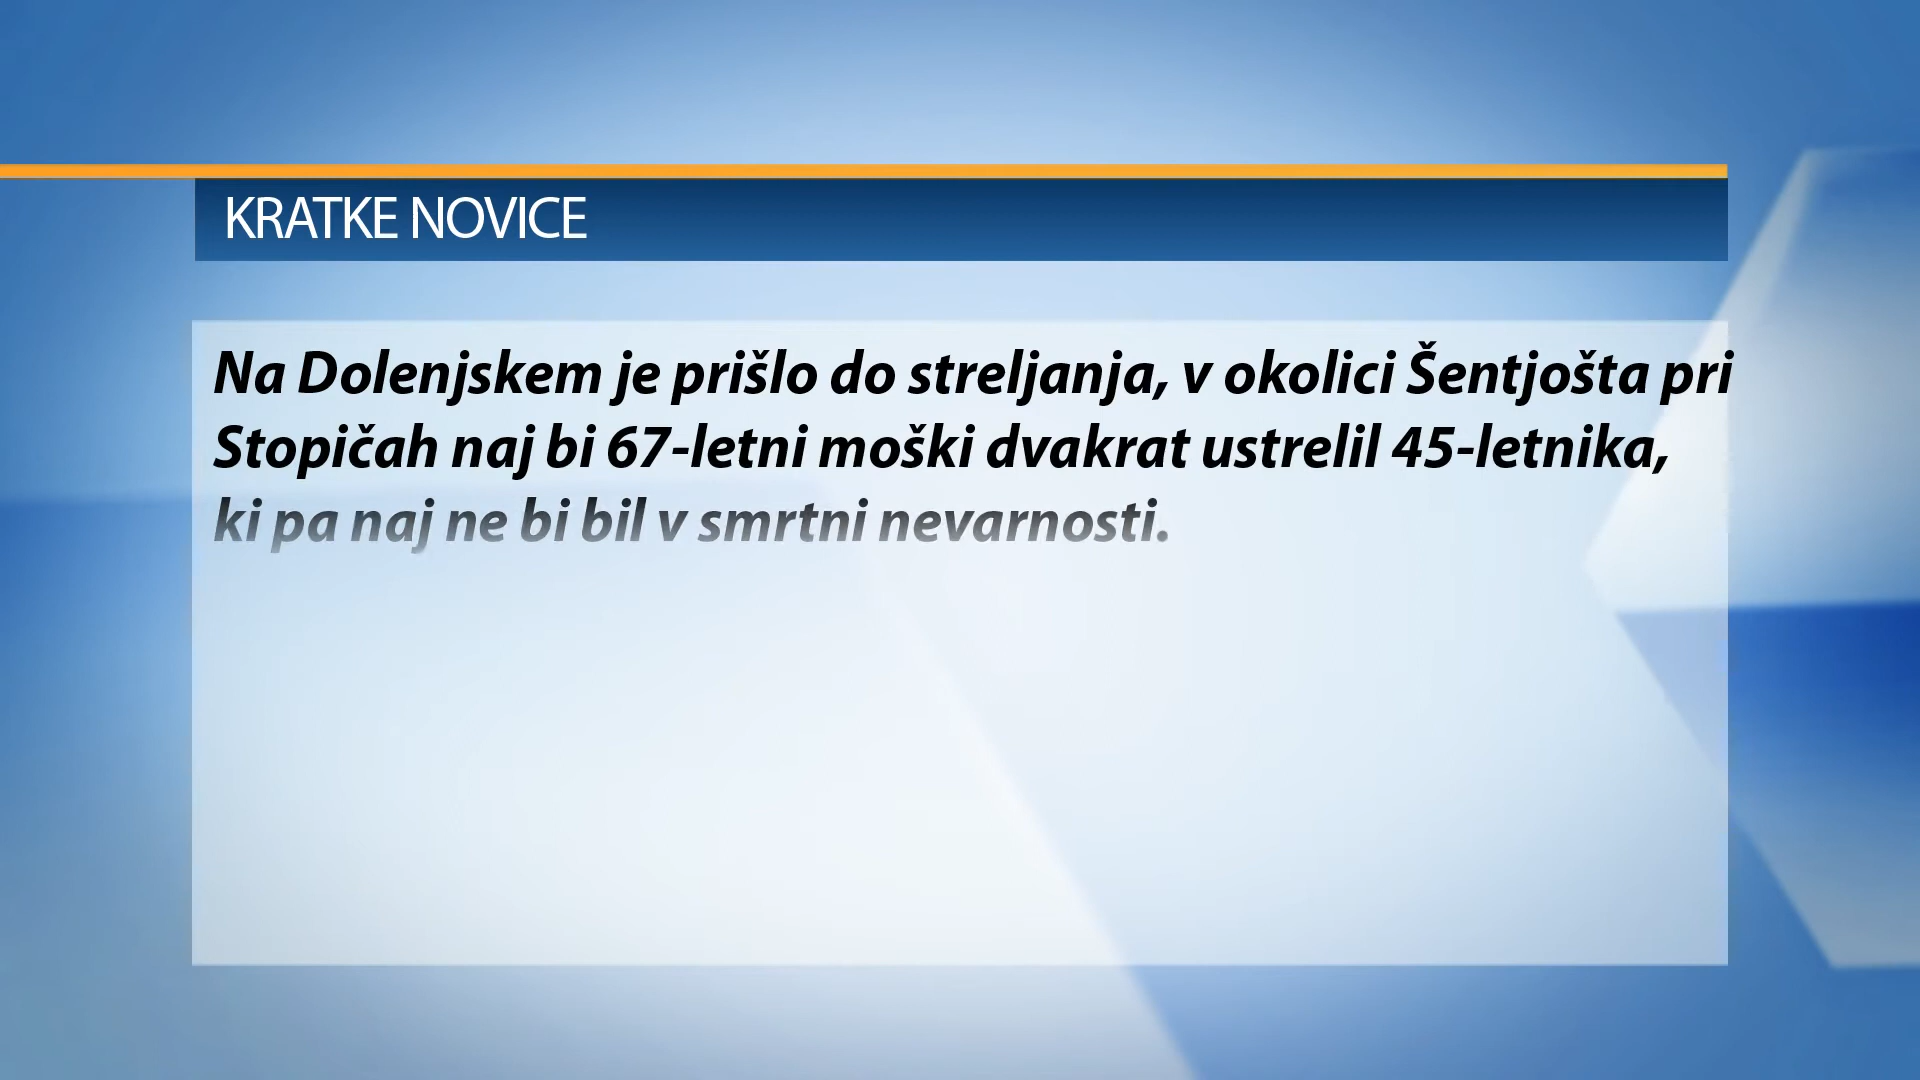 KRATKE NOVICE
Na Dolenjskem je prišlo do streljanja, v okolici Šentjošta pri
Stopičah naj bi 67-letni moški dvakrat ustrelil 45-letnika,
ki pa naj ne bi bil v smrtni nevarnosti.